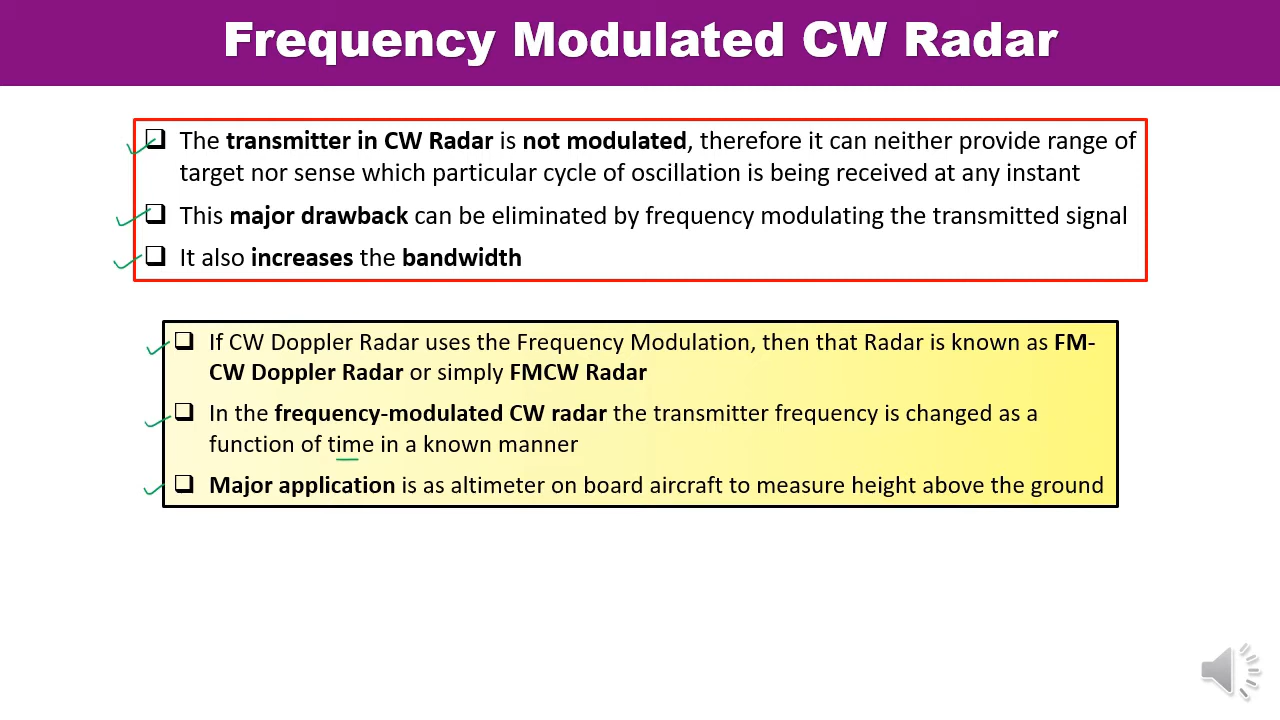 Frequency Modulated CW Radar
❑ The transmitter in CW Radar is not modulated, therefore it can neither provide range of
target nor sense which particular cycle of oscillation is being received at any instant
❑ This major drawback can be eliminated by frequency modulating the transmitted signal
❑ It also increases the bandwidth
❑ If CW Doppler Radar uses the Frequency Modulation, then that Radar is known as FM-
CW Doppler Radar or simply FMCW Radar
❑ In the frequency-modulated CW radar the transmitter frequency is changed as a
function of time in a known manner
❑ Major application is as altimeter on board aircraft to measure height above the ground